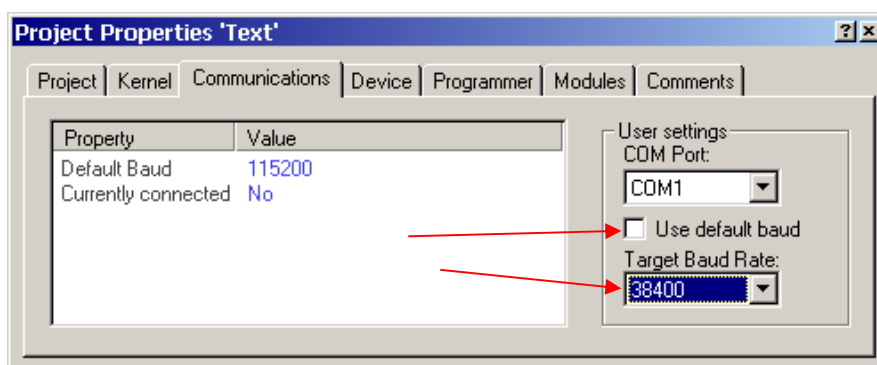 Project Properties 'Text'
Project Kernel Communications Device Programmer Modules Comments
Property Value
Default Baud 115200
Currently connected No
User settings
COM Port:
COM1
Use default baud
Target Baud Rate:
38400